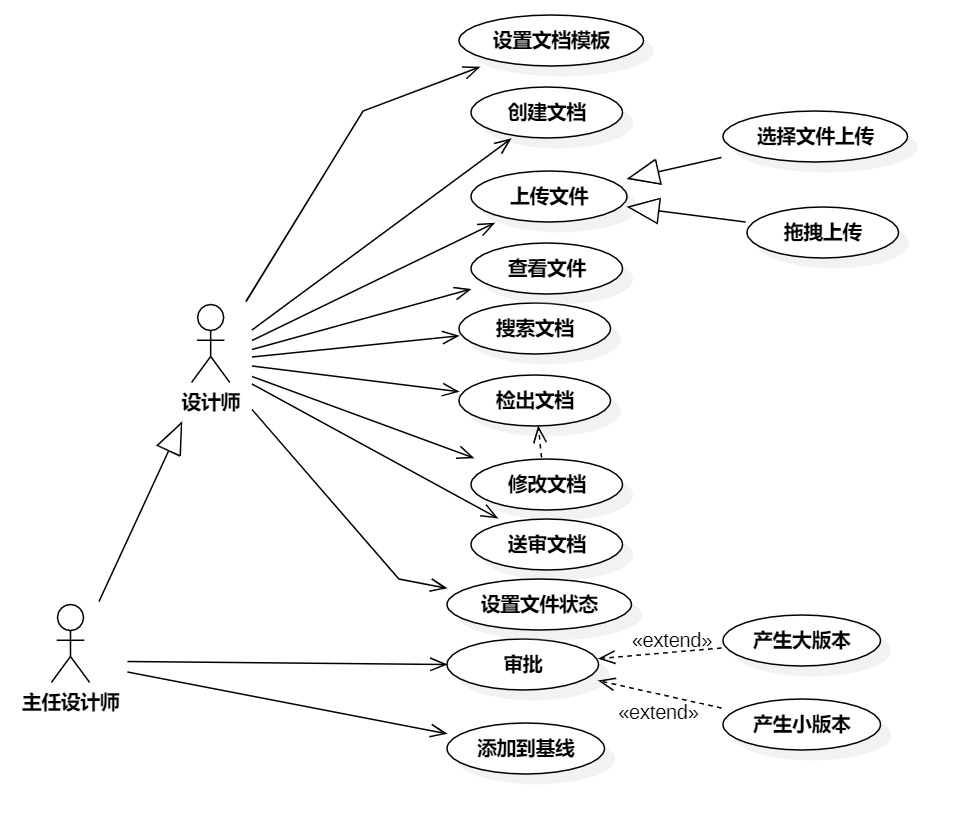 设置文档模板
创建文档
选择文件上传
上传文件
拖拽上传
查看文件
搜索文档
设计师
检出文档
修改文档
送审文档
设置文件状态
«extend»
产生大版本
审批
主任设计师
«extend»
产生小版本
添加到基线